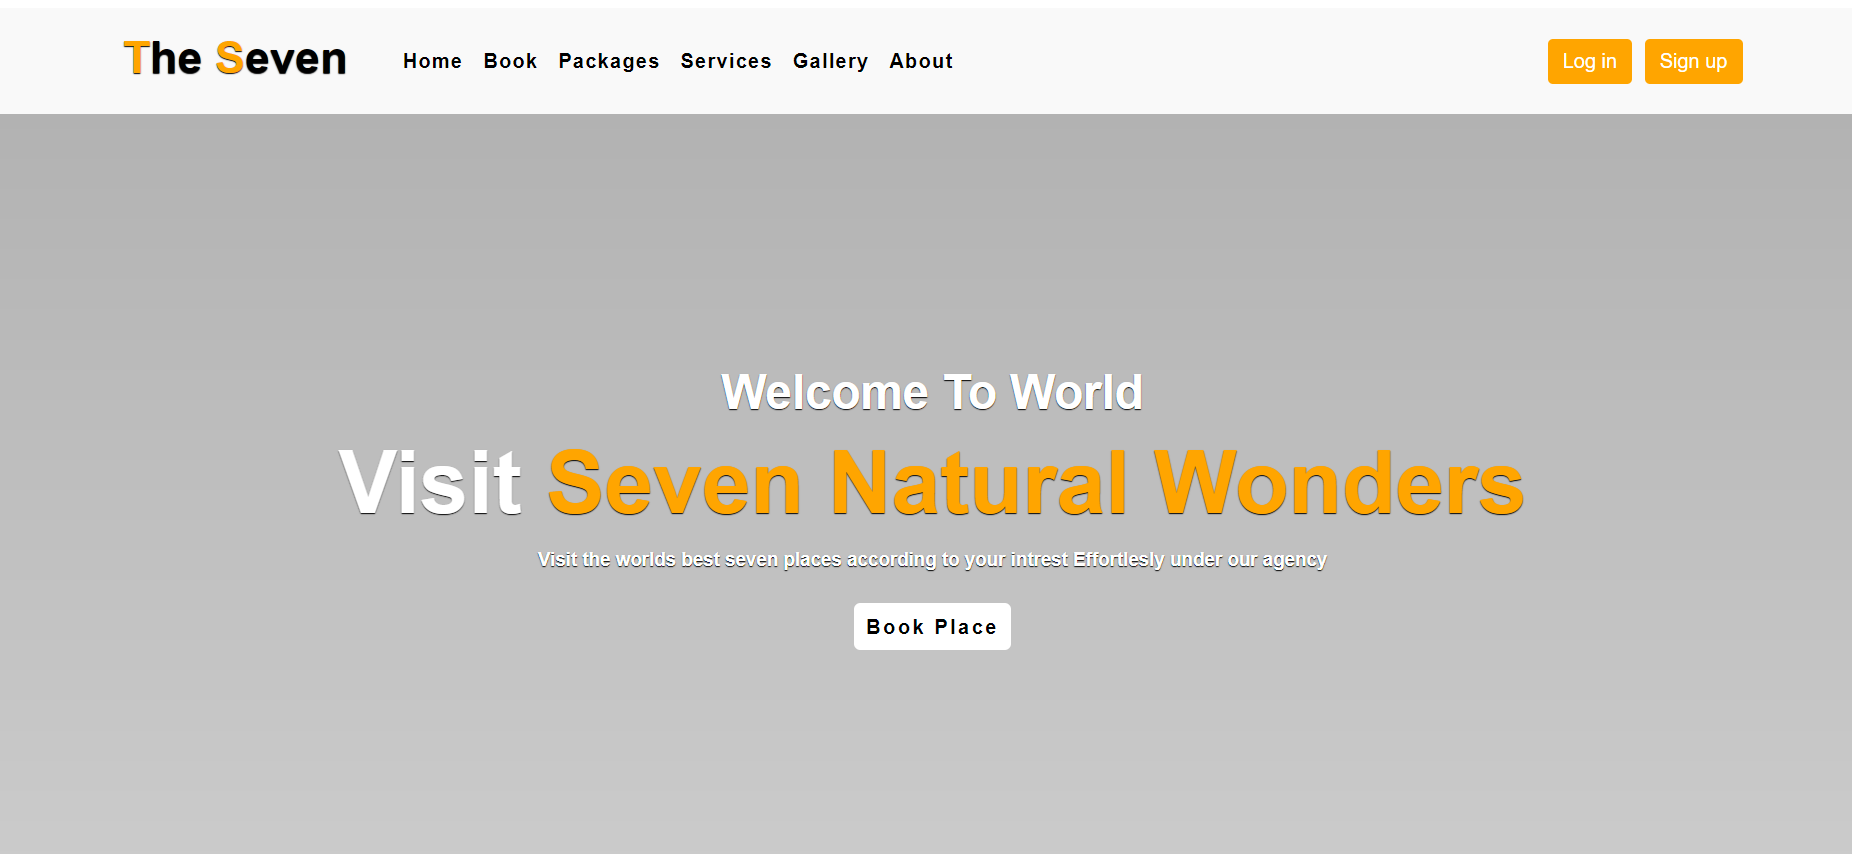 The Seven Home Book Packages Services Gallery About Log in Sign up
Welcome To World
Visit Seven Natural Wonders
Visit the worlds best seven places according to your intrest Effortlesly under our agency
Book Place